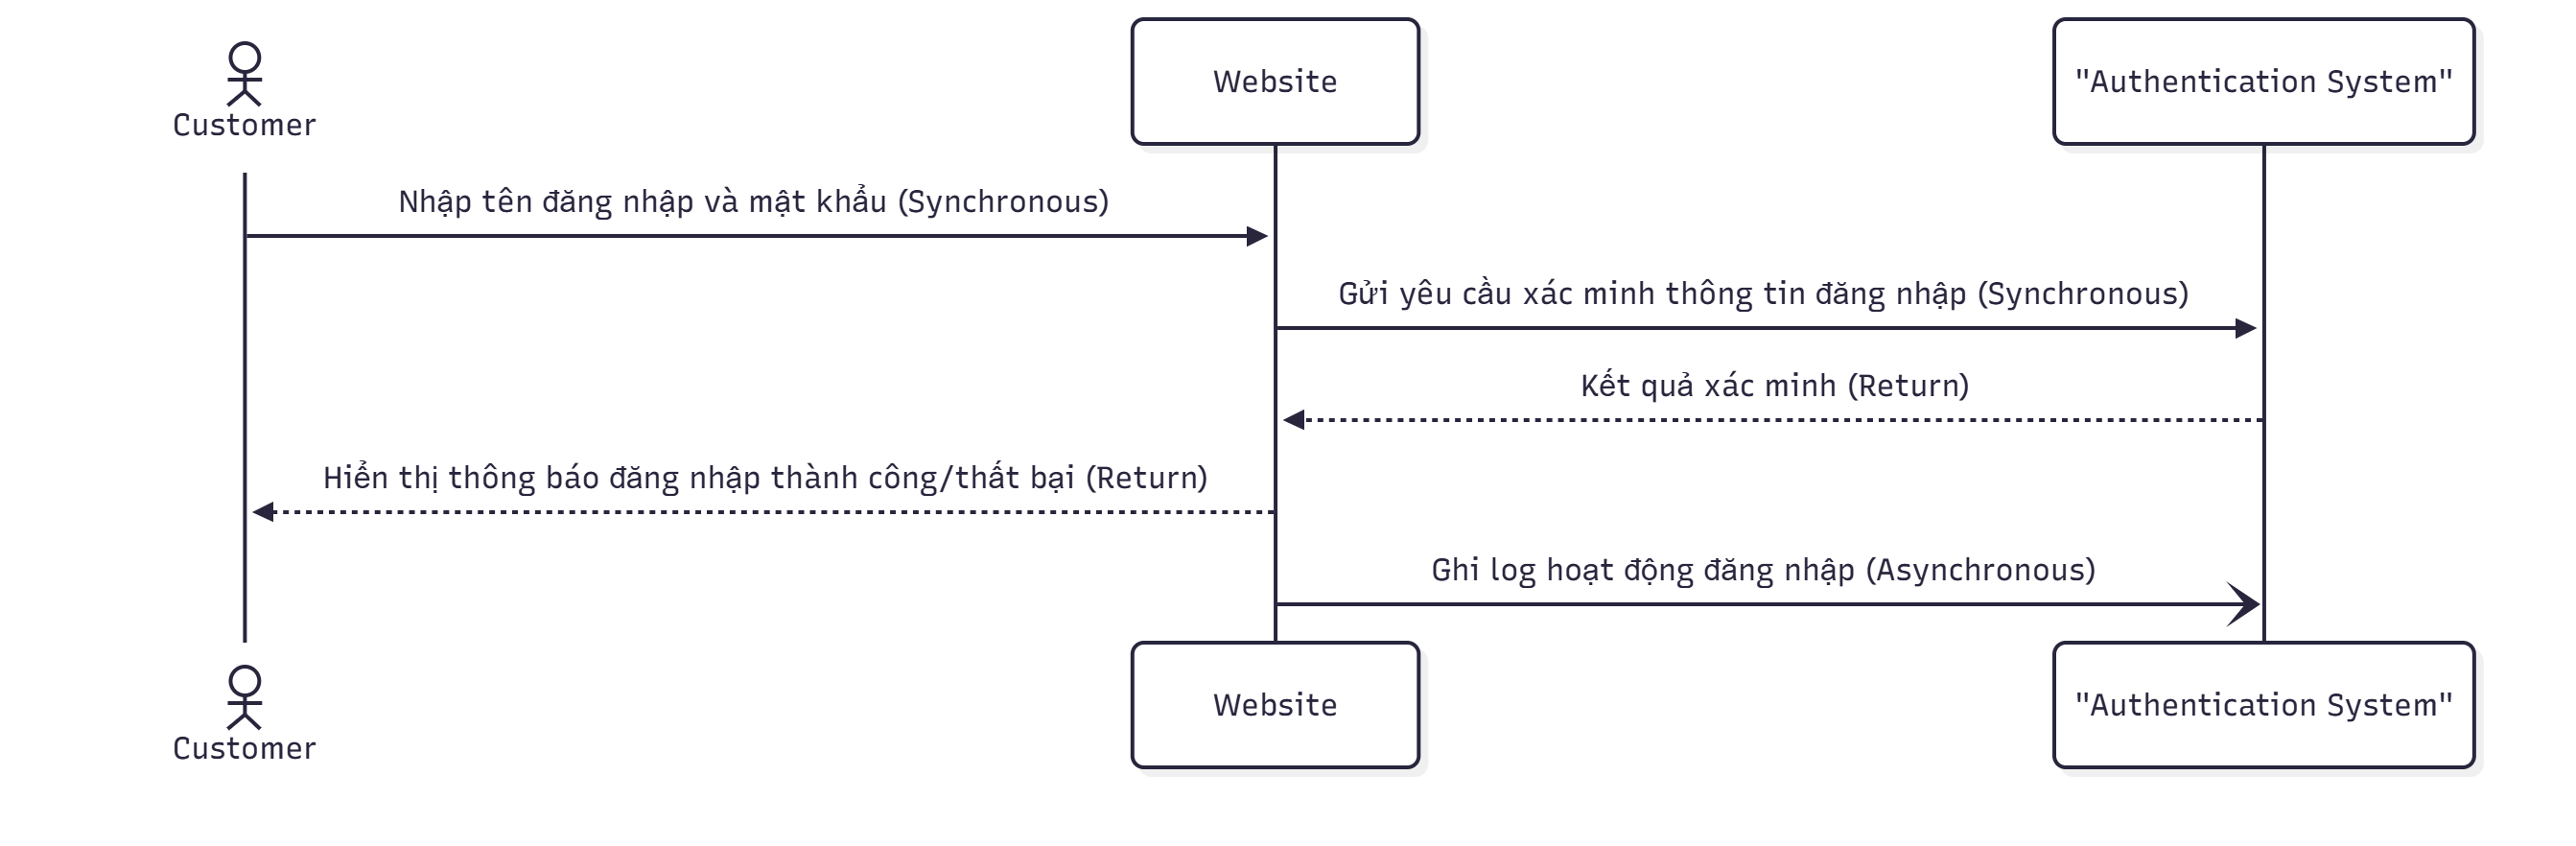 Customer
Website
"Authentication System"
Nhập tên đăng nhập và mật khẩu (Synchronous)
Gửi yêu cầu xác minh thông tin đăng nhập (Synchronous)
Kết quả xác minh (Return)
Hiển thị thông báo đăng nhập thành công/thất bại (Return)
Ghi log hoạt động đăng nhập (Asynchronous)
Customer
Website
"Authentication System"